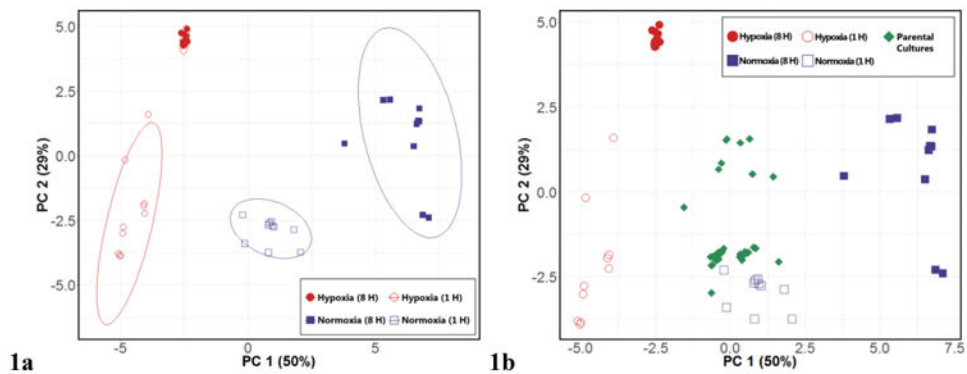 5.0
2.5
0.0
-2.5
-5.0
PC 2 (29%)
-5
0
5
PC 1 (50%)
Hypoxia (8 H)
Hypoxia (1 H)
Normoxia (8 H)
Normoxia (1 H)
1a
5.0
2.5
0.0
-2.5
PC 2 (29%)
-5.0
-2.5
0.0
2.5
5.0
7.5
PC 1 (50%)
Hypoxia (8 H)
Hypoxia (1 H)
Parental
Cultures
Normoxia (8 H)
Normoxia (1 H)
1b